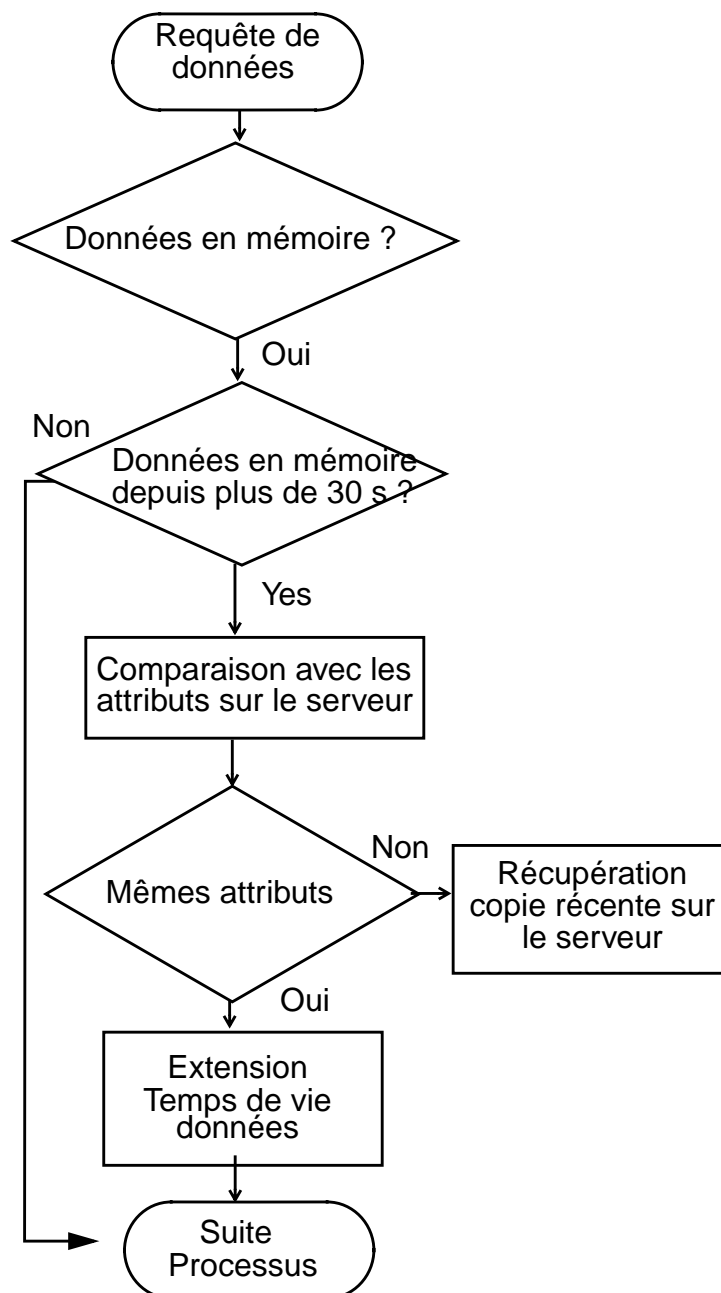 Requête de
données
Données en mémoire ?
Oui
Non
Données en mémoire
depuis plus de 30 s ?
Yes
Comparaison avec les
attributs sur le serveur
Non
Mêmes attributs
Récupération
copie récente sur
le serveur
Oui
Extension
Temps de vie
données
Suite
Processus